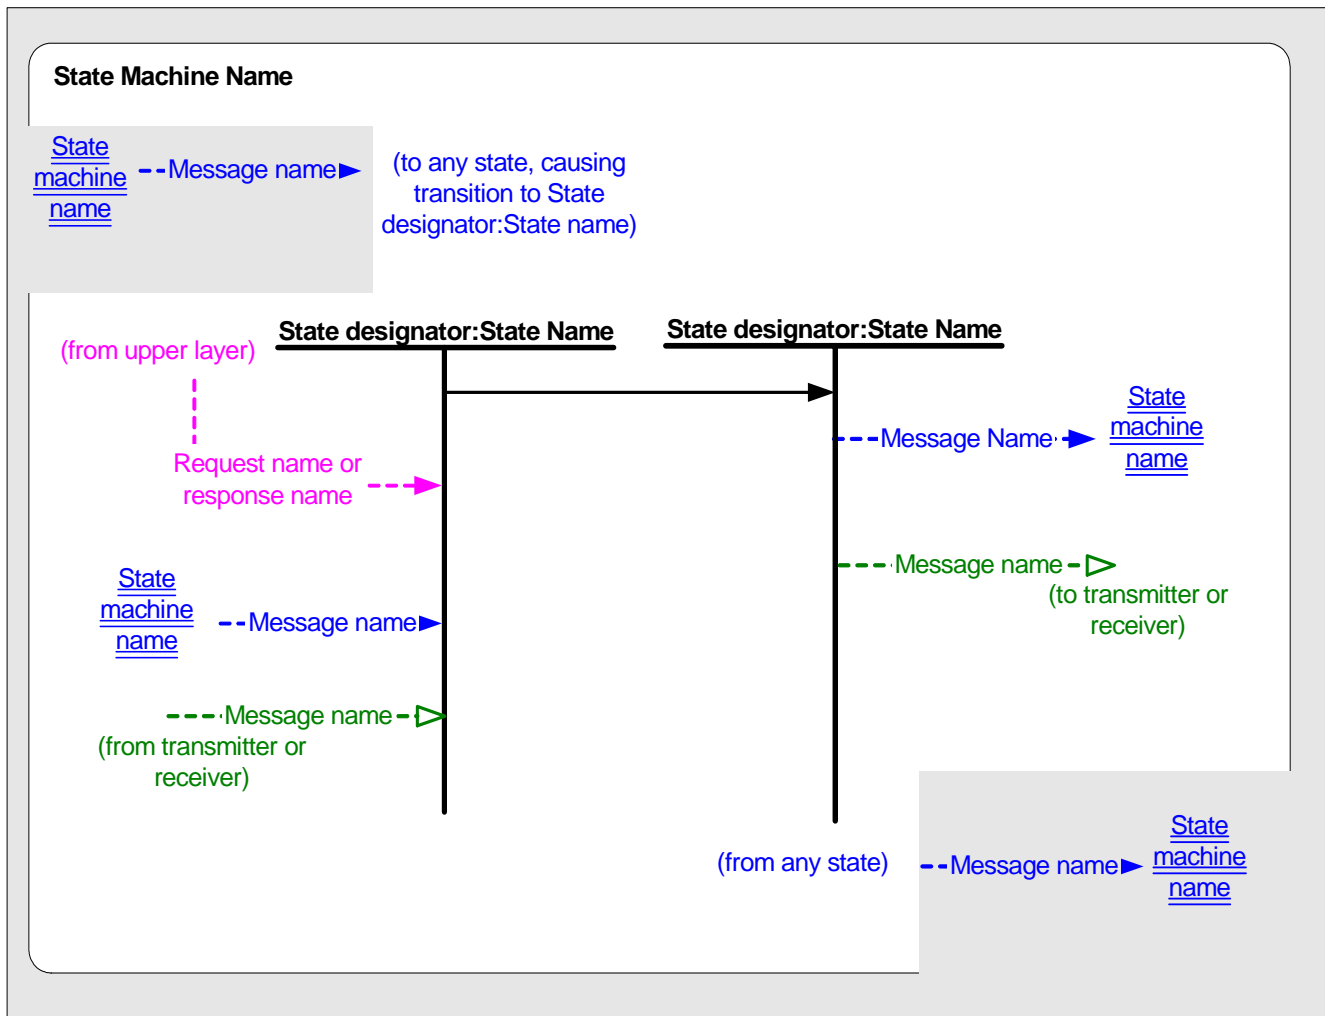 State Machine Name
State
machine
name
Message name
(to any state, causing
transition to State
designator:State name)
State designator:State Name
State designator:State Name
(from upper layer)
Request name or
response name
State
machine
name
Message name
Message name
(from transmitter or
receiver)
Message Name
State
machine
name
Message name
(to transmitter or
receiver)
(from any state)
Message name
State
machine
name